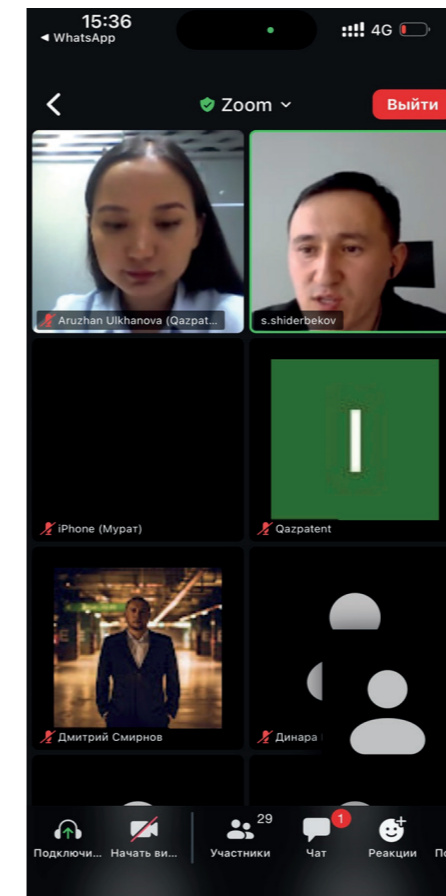 15:36
◀ WhatsApp
4G
Zoom
Выйти
Aruzhan Ulkhanova (Qazpat...
s.shiderbekov
I
iPhone (Мурат)
Qazpatent
Дмитрий Смирнов
Динара
29
1
Подключи...
Начать ви...
Участники
Чат
Реакции
По